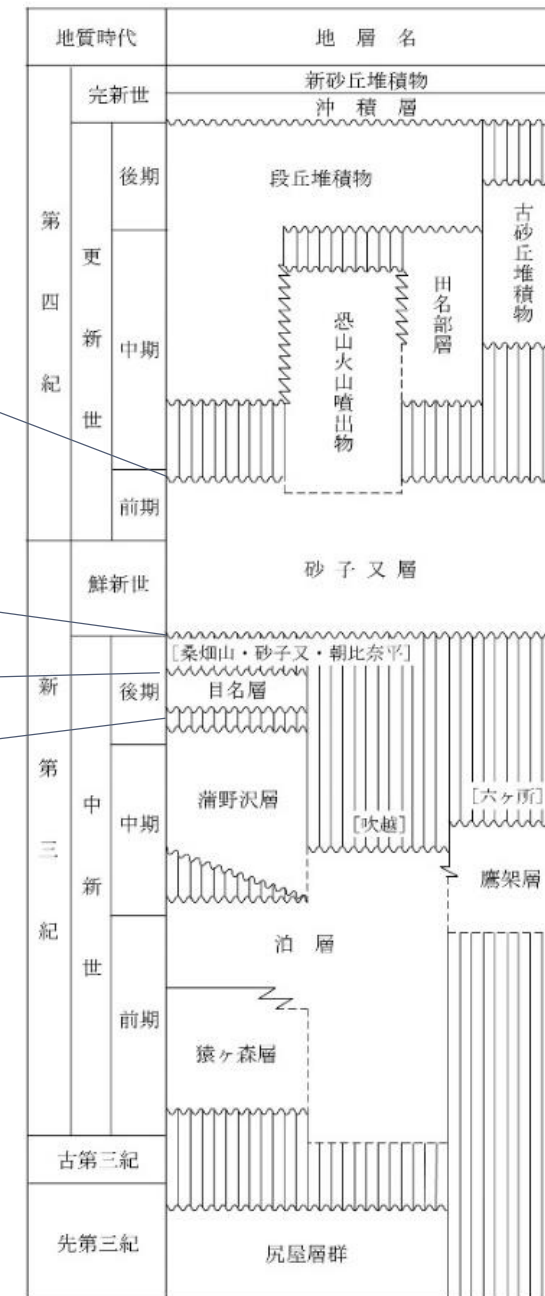 地質時代
地層名
第四紀
完新世
新砂丘堆積物
沖積層
更新世
後期
段丘堆積物
古砂丘堆積物
中期
田名部層
恐山火山噴出物
前期
砂子又層
新第三紀
鮮新世
中新世
後期
[桑畑山・砂子又・朝比奈平]
目名層
中期
蒲野沢層
[吹越]
[六ヶ所]
鷹架層
泊層
前期
猿ヶ森層
古第三紀
先第三紀
尻屋層群